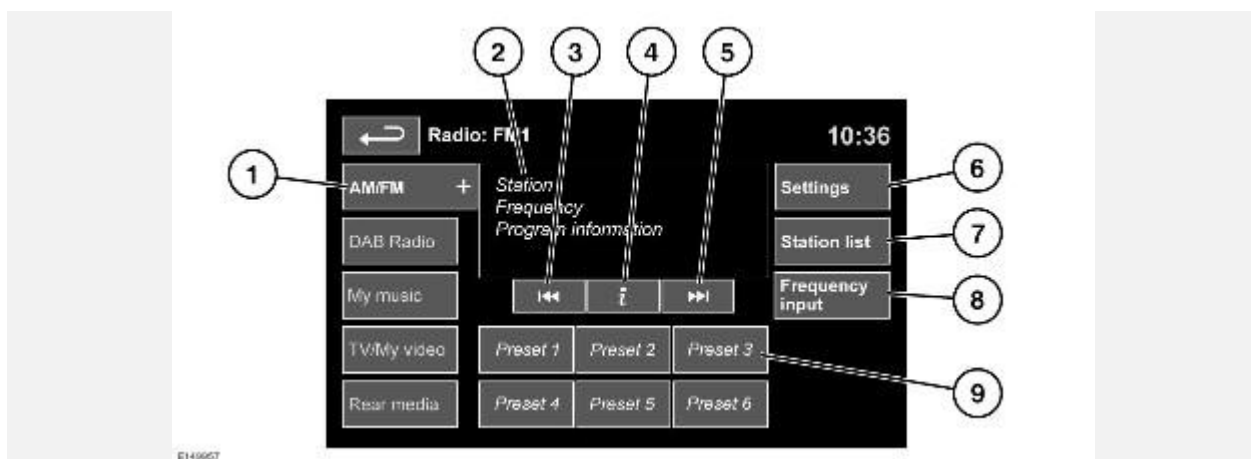 2 3 4 5
Radio: FM1 10:36
1 6
AM/FM + Station Settings
Frequency
Program information
DAB Radio Station list 7
My music i Frequency input 8
TV/My video Preset 1 Preset 2 Preset 3
9
Rear media Preset 4 Preset 5 Preset 6
E149957